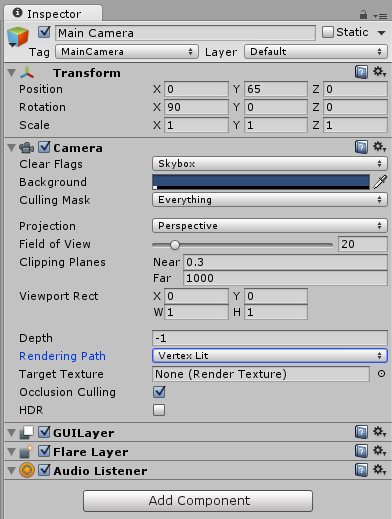 Inspector
Main Camera Static
Tag MainCamera Layer Default
Transform
Position X 0 Y 65 Z 0
Rotation X 90 Y 0 Z 0
Scale X 1 Y 1 Z 1
Camera
Clear Flags Skybox
Background
Culling Mask Everything
Projection Perspective
Field of View 20
Clipping Planes Near 0.3
Far 1000
Viewport Rect X 0 Y 0
W 1 H 1
Depth -1
Rendering Path Vertex Lit
Target Texture None (Render Texture)
Occlusion Culling
HDR
GUILayer
Flare Layer
Audio Listener
Add Component